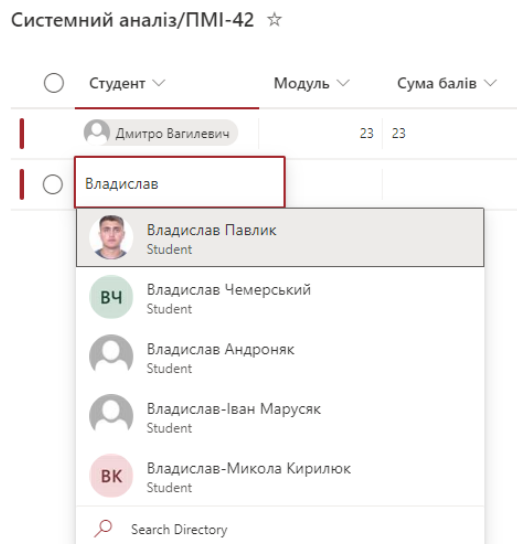 Системний аналіз/ПМІ-42
Студент Модуль Сума балів
Дмитро Вагилевич 23 23
Владислав
Владислав Павлик
Student
ВЧ Владислав Чемерський
Student
Владислав Андроняк
Student
Владислав-Іван Марусяк
Student
ВК Владислав-Микола Кирилюк
Student
Search Directory